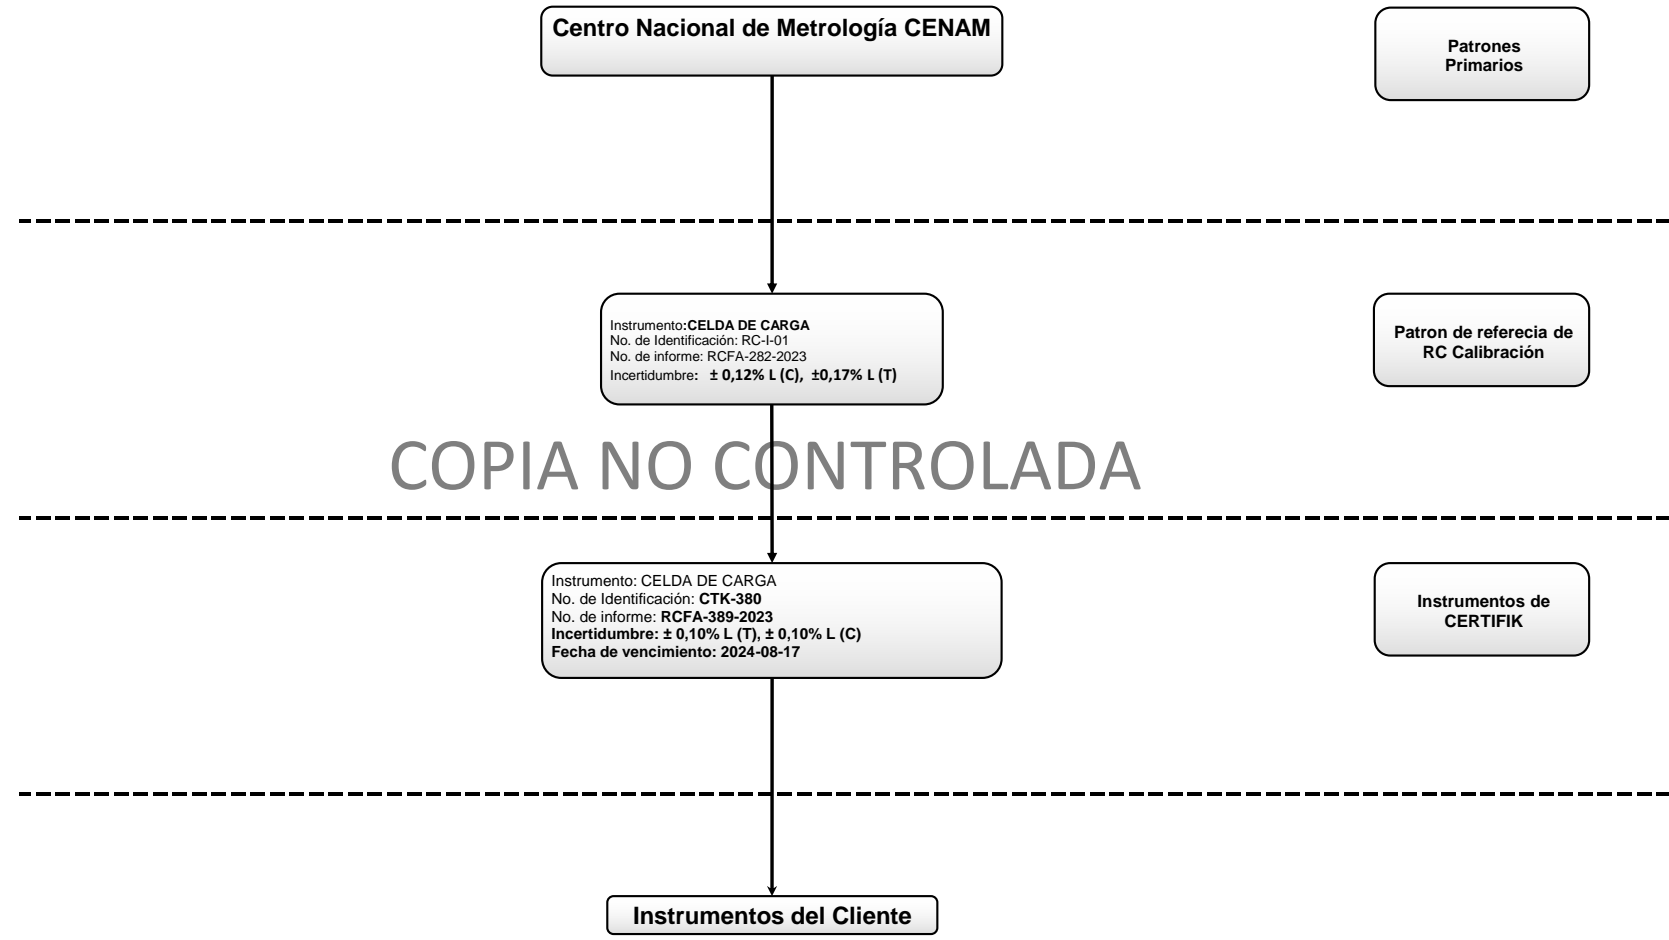 Centro Nacional de Metrología CENAM
Patrones
Primarios
Instrumento:CELDA DE CARGA
No. de Identificación: RC-I-01
No. de informe: RCFA-282-2023
Incertidumbre: ± 0,12% L (C), ±0,17% L (T)
Patron de referecia de
RC Calibración
COPIA NO CONTROLADA
Instrumento: CELDA DE CARGA
No. de Identificación: CTK-380
No. de informe: RCFA-389-2023
Incertidumbre: ± 0,10% L (T), ± 0,10% L (C)
Fecha de vencimiento: 2024-08-17
Instrumentos de
CERTIFIK
Instrumentos del Cliente